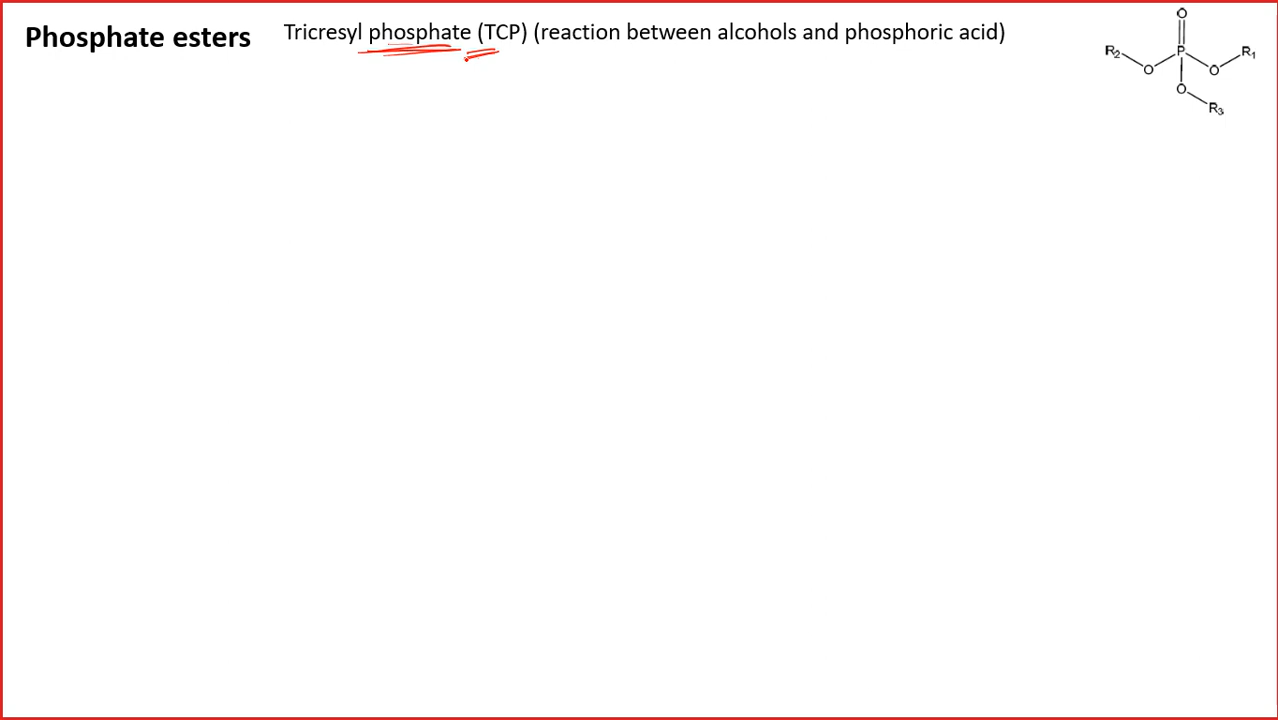 Phosphate esters
Tricresyl phosphate (TCP) (reaction between alcohols and phosphoric acid)
O
R2 P R1
O O
O
R3